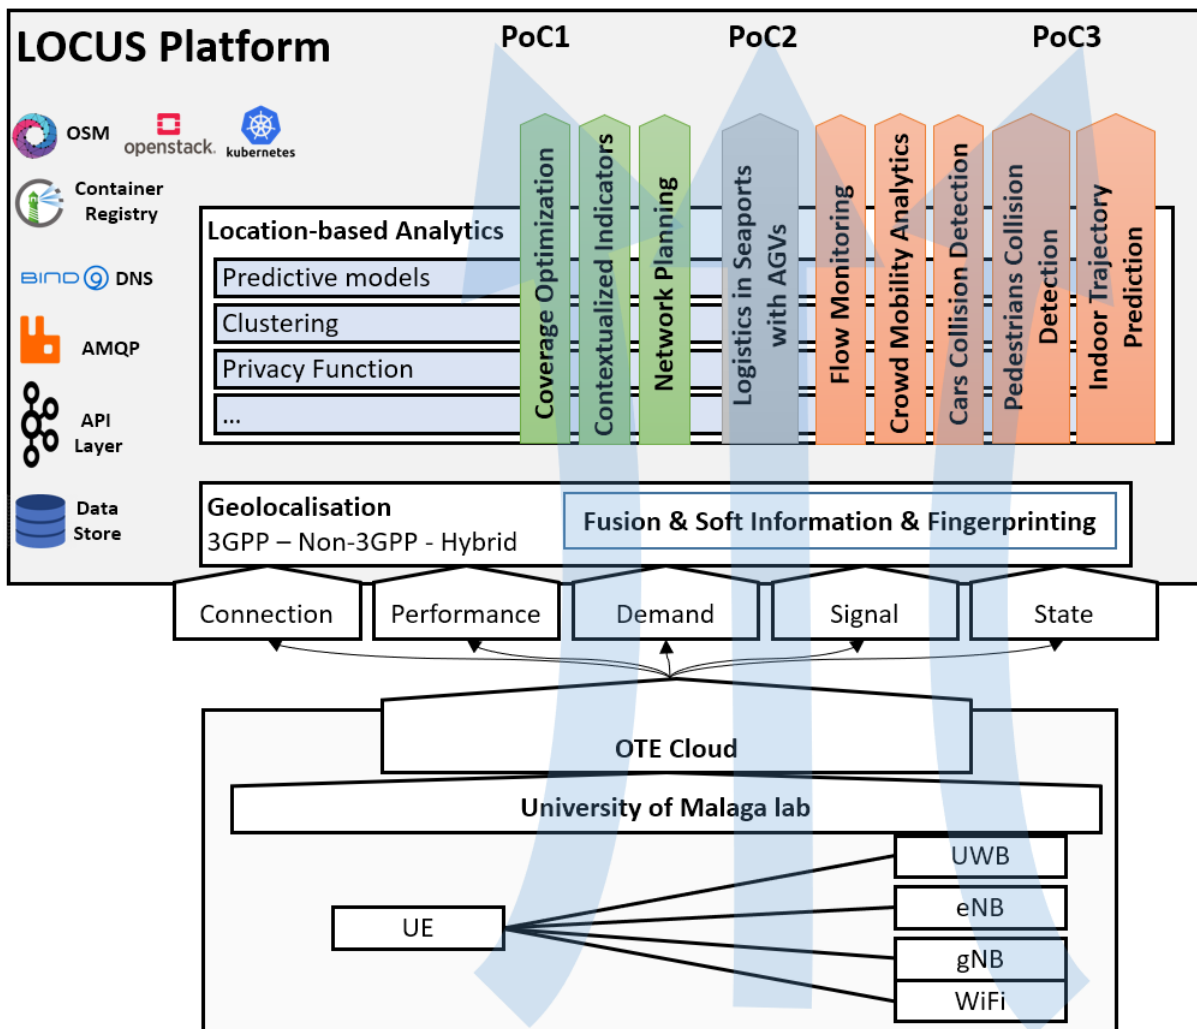 LOCUS Platform
PoC1
PoC2
PoC3
OSM
openstack.
kubernetes
Container
Registry
BIND 9 DNS
AMQP
API
Layer
Data
Store
Location-based Analytics
Predictive models
Clustering
Privacy Function
...
Coverage Optimization
Contextualized Indicators
Network Planning
Logistics in Seaports
with AGVs
Flow Monitoring
Crowd Mobility Analytics
Cars Collision Detection
Pedestrians Collision
Detection
Indoor Trajectory
Prediction
Geolocalisation
3GPP – Non-3GPP - Hybrid
Fusion & Soft Information & Fingerprinting
Connection
Performance
Demand
Signal
State
OTE Cloud
University of Malaga lab
UE
UWB
eNB
gNB
WiFi